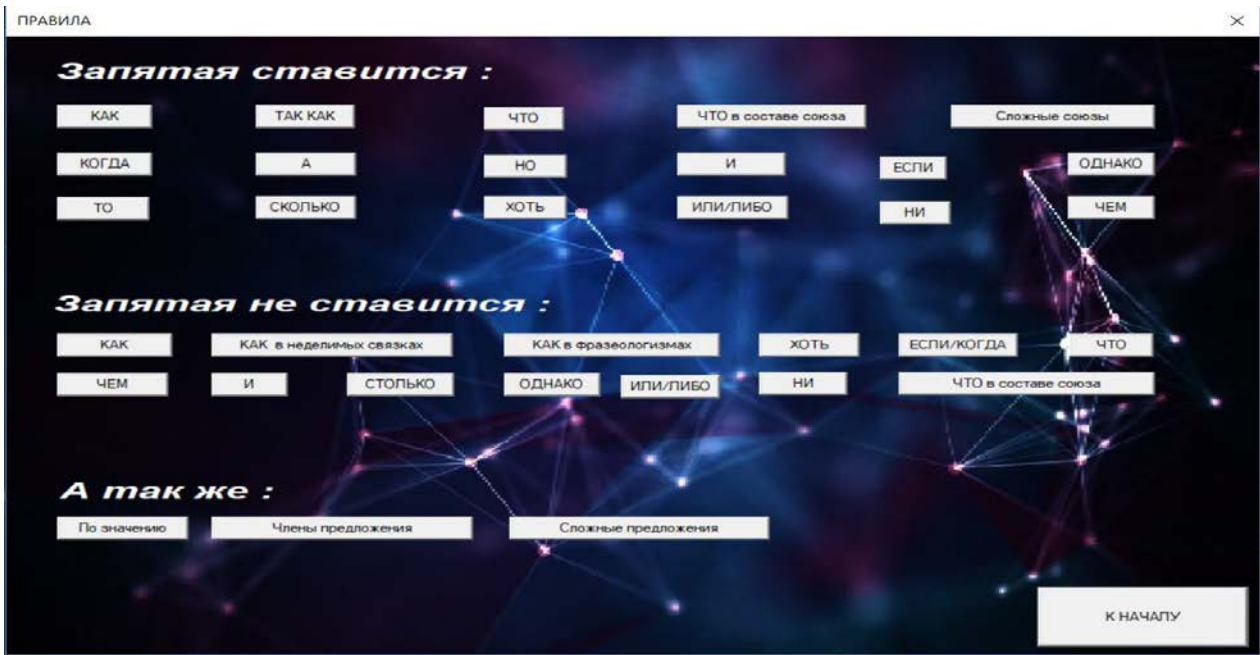 ПРАВИЛА
Запятая ставится :
КАК ТАК КАК ЧТО ЧТО в составе союза Сложные союзы
КОГДА А НО И ЕСЛИ ОДНАКО
ТО СКОЛЬКО ХОТЬ ИЛИ/ЛИБО НИ ЧЕМ
Запятая не ставится :
КАК КАК в неделимых связках КАК в фразеологизмах ХОТЬ ЕСЛИ/КОГДА ЧТО
ЧЕМ И СТОЛЬКО ОДНАКО ИЛИ/ЛИБО НИ ЧТО в составе союза
А так же :
По значению Члены предложения Сложные предложения
К НАЧАЛУ